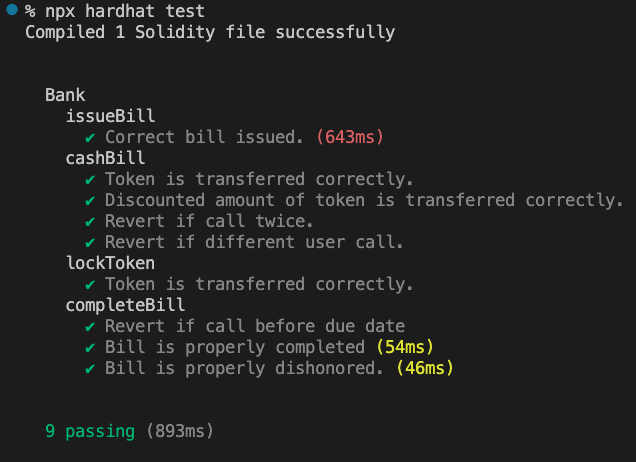 % npx hardhat test
Compiled 1 Solidity file successfully
Bank
issueBill
✔ Correct bill issued. (643ms)
cashBill
✔ Token is transferred correctly.
✔ Discounted amount of token is transferred correctly.
✔ Revert if call twice.
✔ Revert if different user call.
lockToken
✔ Token is transferred correctly.
completeBill
✔ Revert if call before due date
✔ Bill is properly completed (54ms)
✔ Bill is properly dishonored. (46ms)
9 passing (893ms)